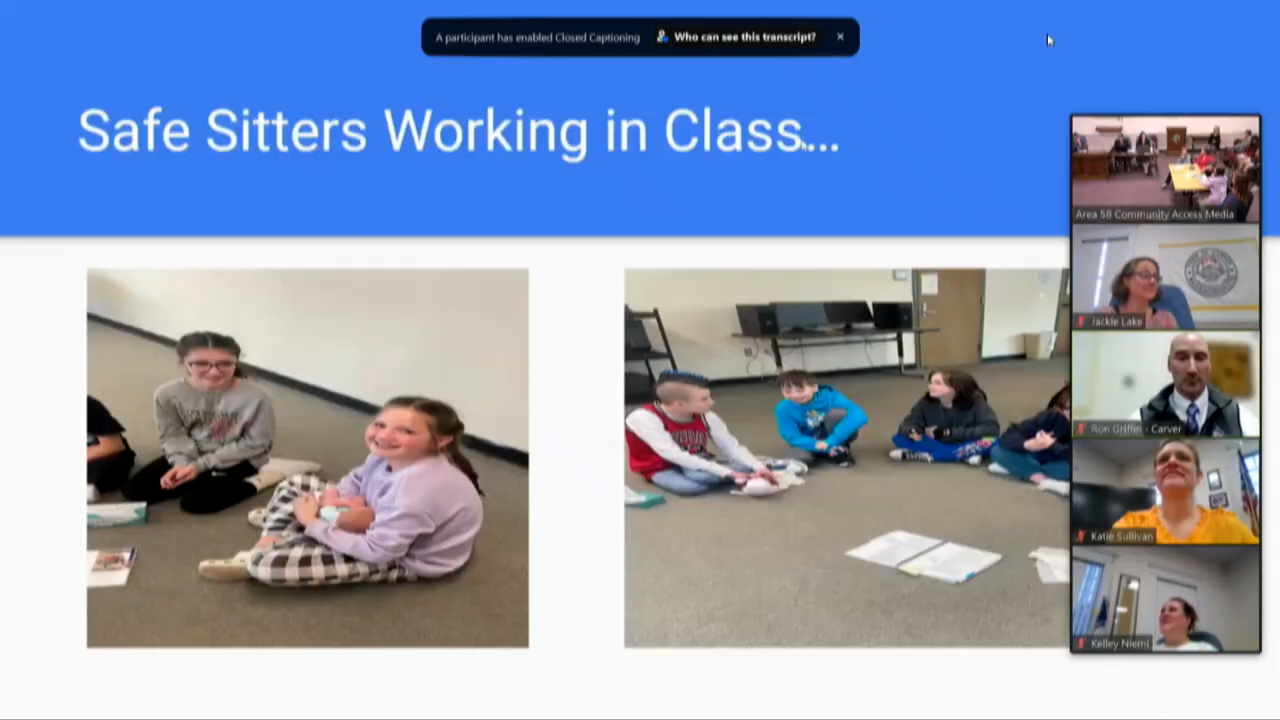 A participant has enabled Closed Captioning Who can see this transcript?
Safe Sitters Working in Class...
Area 58 Community Access Media
Jackie Lake
Ron Griffin - Carver
Katie Sullivan
Kelley Niemi